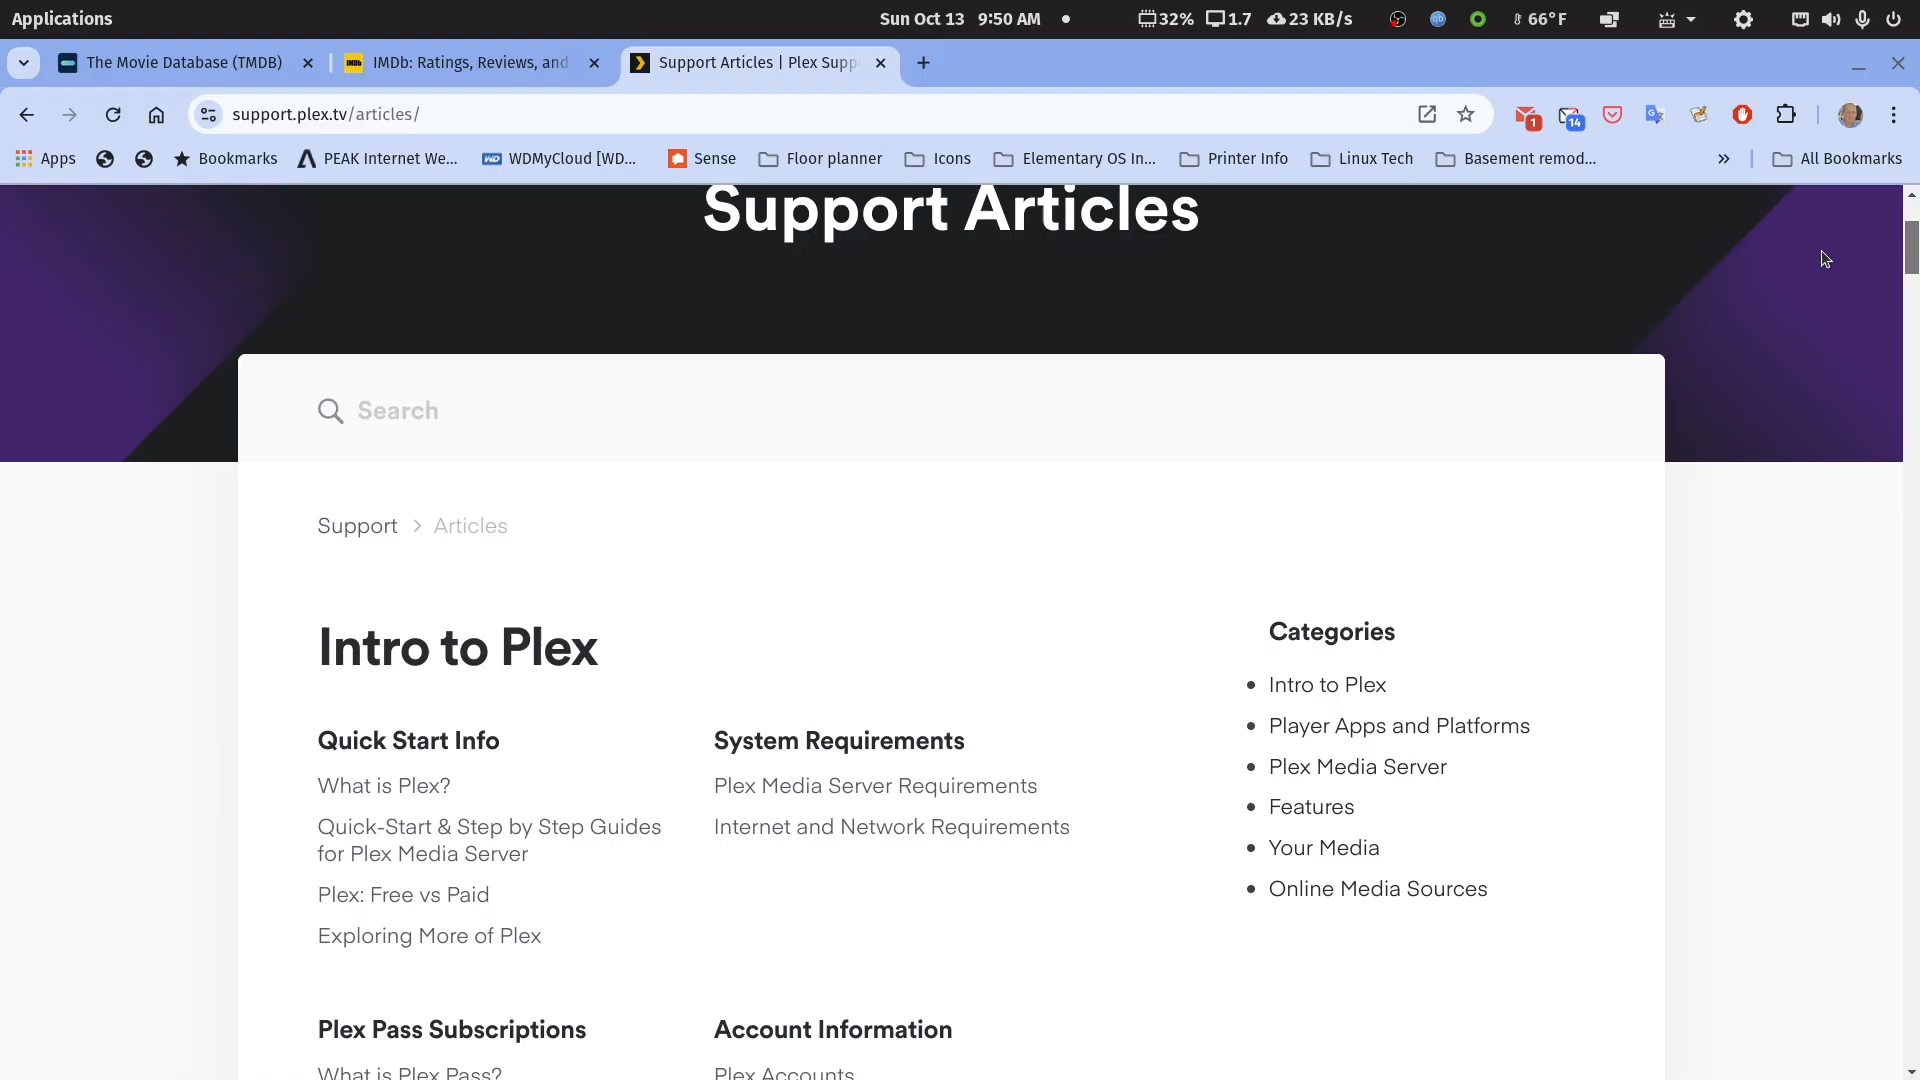 Applications
Sun Oct 13 9:50 AM
32% 1.7 23 KB/s
66°F
The Movie Database (TMDB)
IMDb: Ratings, Reviews, and
Support Articles | Plex Supp
support.plex.tv/articles/
1
14
Apps
Bookmarks
PEAK Internet We...
WDMyCloud [WD...
Sense
Floor planner
Icons
Elementary OS In...
Printer Info
Linux Tech
Basement remod...
All Bookmarks
Support Articles
Search
Support > Articles
Intro to Plex
Quick Start Info
What is Plex?
Quick-Start & Step by Step Guides
for Plex Media Server
Plex: Free vs Paid
Exploring More of Plex
System Requirements
Plex Media Server Requirements
Internet and Network Requirements
Categories
Intro to Plex
Player Apps and Platforms
Plex Media Server
Features
Your Media
Online Media Sources
Plex Pass Subscriptions
What is Plex Pass?
Account Information
Plex Accounts